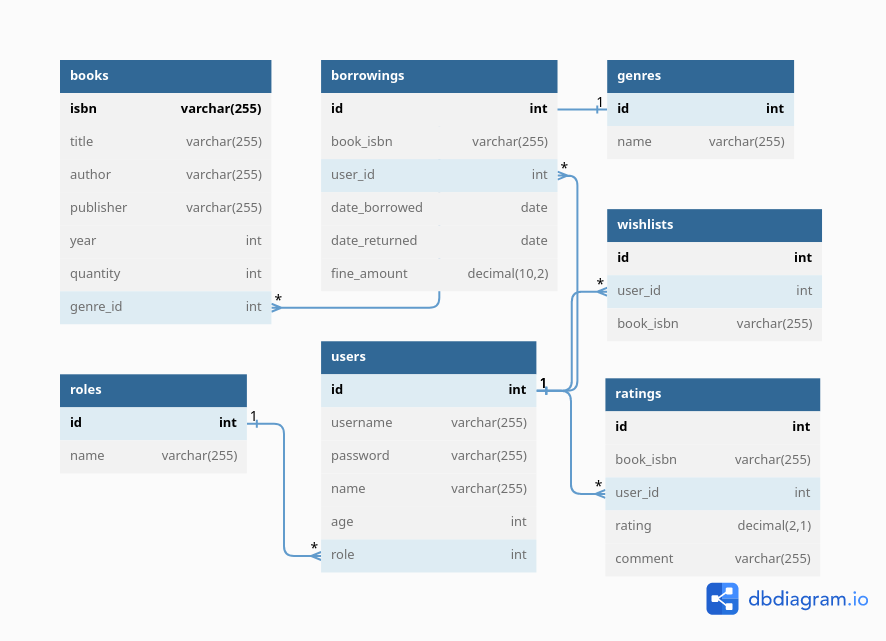 books
isbn varchar(255)
title varchar(255)
author varchar(255)
publisher varchar(255)
year int
quantity int
genre_id int *
borrowings
id int
book_isbn varchar(255)
user_id int *
date_borrowed date
date_returned date
fine_amount decimal(10,2)
genres
1 id int
name varchar(255)
wishlists
id int
* user_id int
book_isbn varchar(255)
roles
id int 1
name varchar(255)
users
id int 1
username varchar(255)
password varchar(255)
name varchar(255)
age int
* role int
ratings
id int
book_isbn varchar(255)
* user_id int
rating decimal(2,1)
comment varchar(255)
dbdiagram.io